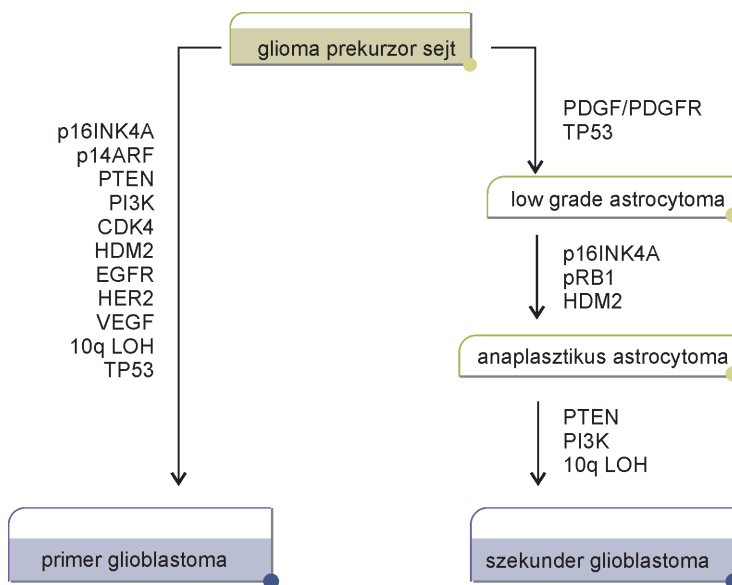 glioma prekurzor sejt
p16INK4A
p14ARF
PTEN
PI3K
CDK4
HDM2
EGFR
HER2
VEGF
10q LOH
TP53
primer glioblastoma
PDGF/PDGFR
TP53
low grade astrocytoma
p16INK4A
pRB1
HDM2
anaplasztikus astrocytoma
PTEN
PI3K
10q LOH
szekunder glioblastoma